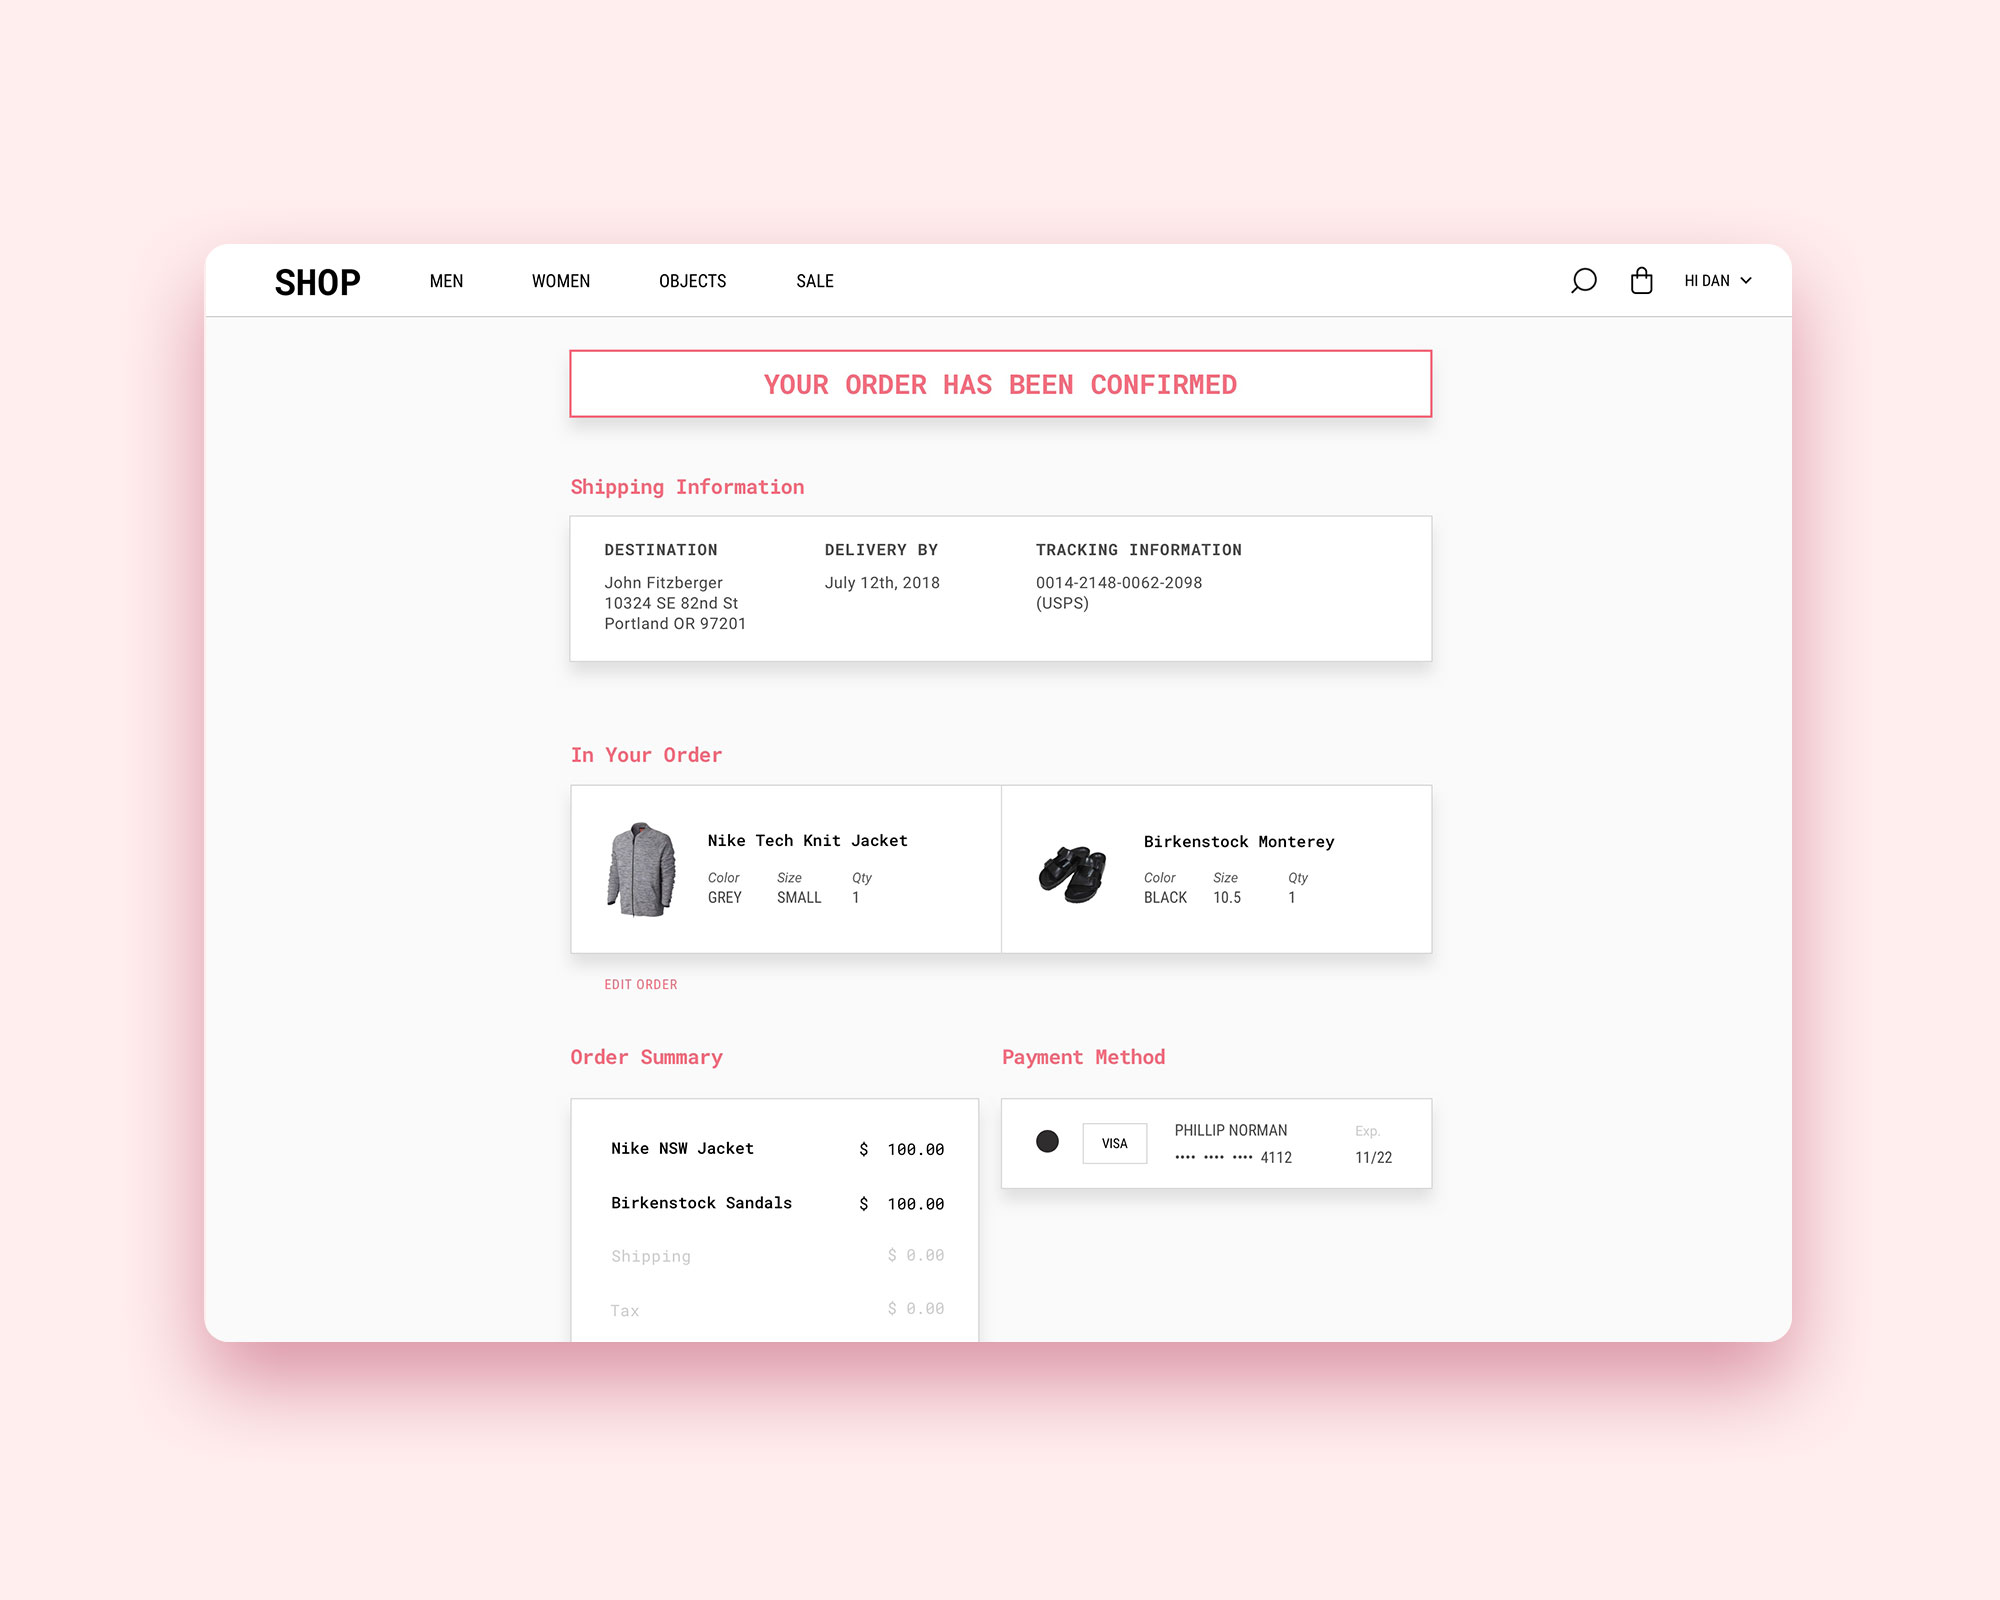 SHOP MEN WOMEN OBJECTS SALE HI DAN
YOUR ORDER HAS BEEN CONFIRMED
Shipping Information
DESTINATION
John Fitzberger
10324 SE 82nd St
Portland OR 97201
DELIVERY BY
July 12th, 2018
TRACKING INFORMATION
0014-2148-0062-2098
(USPS)
In Your Order
Nike Tech Knit Jacket
Color Size Qty
GREY SMALL 1
Birkenstock Monterey
Color Size Qty
BLACK 10.5 1
EDIT ORDER
Order Summary
Nike NSW Jacket $ 100.00
Birkenstock Sandals $ 100.00
Shipping $ 0.00
Tax $ 0.00
Payment Method
VISA
PHILLIP NORMAN Exp.
•••• •••• •••• 4112 11/22